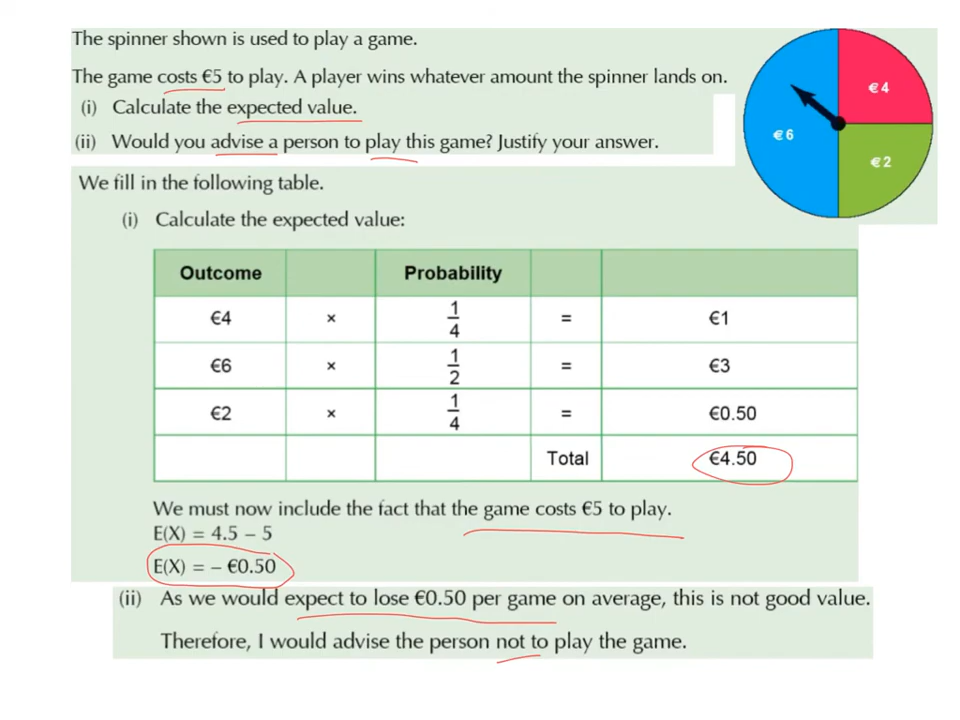 The spinner shown is used to play a game.
The game costs €5 to play. A player wins whatever amount the spinner lands on.
(i) Calculate the expected value.
(ii) Would you advise a person to play this game? Justify your answer.
€4
€6
€2
We fill in the following table.
(i) Calculate the expected value:
Outcome Probability
€4 × 1/4 = €1
€6 × 1/2 = €3
€2 × 1/4 = €0.50
Total €4.50
We must now include the fact that the game costs €5 to play.
E(X) = 4.5 – 5
E(X) = – €0.50
(ii) As we would expect to lose €0.50 per game on average, this is not good value.
Therefore, I would advise the person not to play the game.